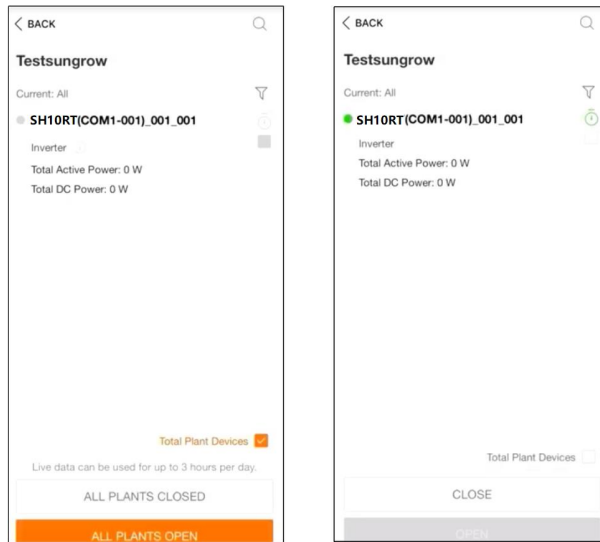 BACK
Testsungrow
Current: All
SH10RT(COM1-001)_001_001
Inverter
Total Active Power: 0 W
Total DC Power: 0 W
Total Plant Devices
Live data can be used for up to 3 hours per day.
ALL PLANTS CLOSED
ALL PLANTS OPEN
BACK
Testsungrow
Current: All
SH10RT(COM1-001)_001_001
Inverter
Total Active Power: 0 W
Total DC Power: 0 W
Total Plant Devices
CLOSE
OPEN